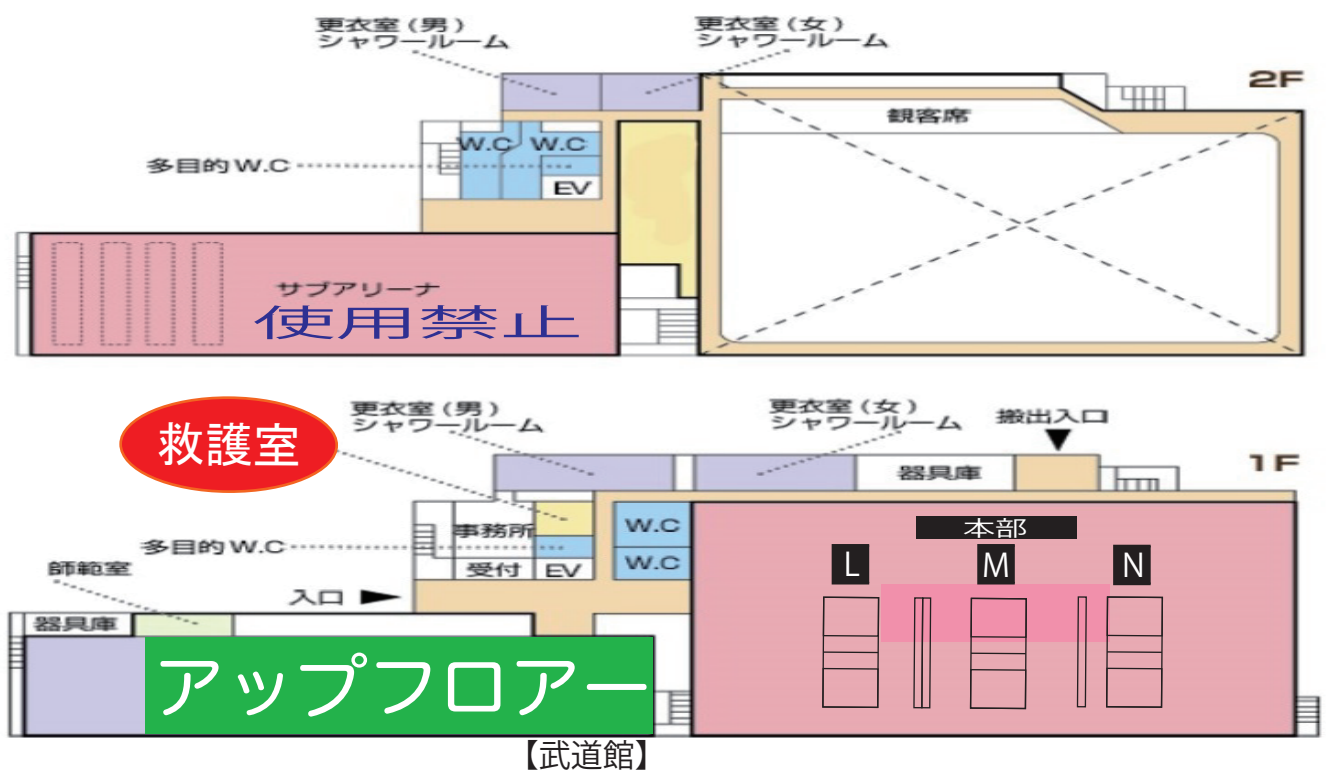 更衣室(男)
シャワールーム
更衣室(女)
シャワールーム
2F
観客席
W.C
W.C
多目的W.C
EV
サブアリーナ
使用禁止
救護室
更衣室(男)
シャワールーム
更衣室(女)
シャワールーム
搬出入口
1F
器具庫
事務所
W.C
本部
多目的W.C
W.C
L
M
N
師範室
受付
EV
入口
器具庫
アップフロアー
【武道館】